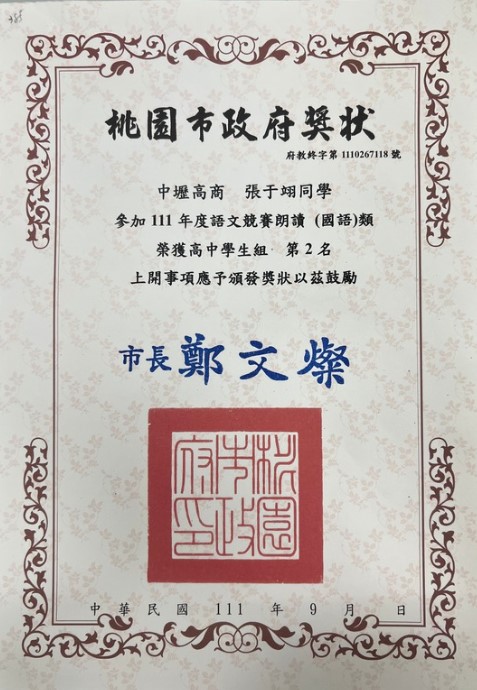 385
桃園市政府獎狀
府教終字第 1110267118 號
中壢高商 張于翊同學
參加 111 年度語文競賽朗讀 (國語)類
榮獲高中學生組 第 2 名
上開事項應予頒發獎狀以茲鼓勵
市長 鄭文燦
桃園市政府印
中華民國 111 年 9 月 日